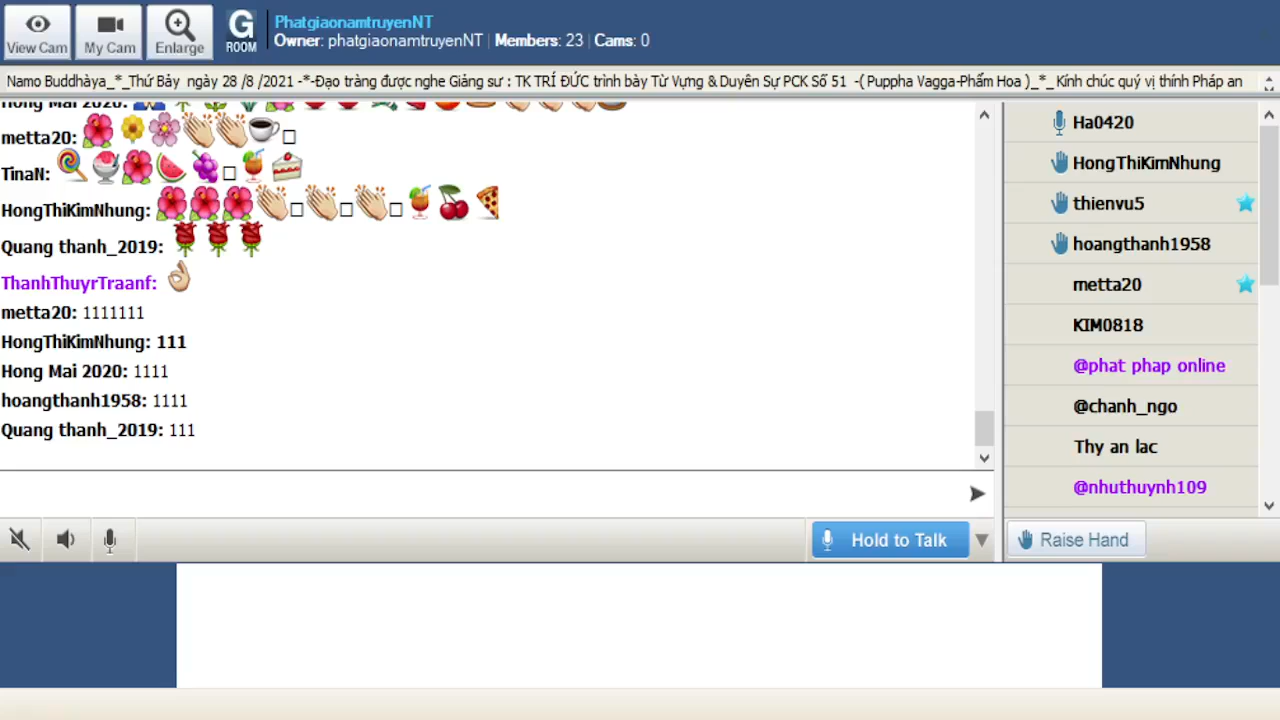 PhatgiaonamtruyenNT
Owner: phatgiaonamtruyenNT | Members: 23 | Cams: 0
View Cam
My Cam
Enlarge
G ROOM
Namo Buddhàya_*_Thứ Bảy ngày 28 /8 /2021 -*-Đạo tràng được nghe Giảng sư : TK TRÍ ĐỨC trình bày Từ Vựng & Duyên Sự PCK Số 51 -( Puppha Vagga-Phẩm Hoa )_*_Kính chúc quý vị thính Pháp an
Hong Mai 2020:
metta20:
TinaN:
HongThiKimNhung:
Quang thanh_2019:
ThanhThuyrTraanf:
metta20: 1111111
HongThiKimNhung: 111
Hong Mai 2020: 1111
hoangthanh1958: 1111
Quang thanh_2019: 111
Hold to Talk
Ha0420
HongThiKimNhung
thienvu5
hoangthanh1958
metta20
KIM0818
@phat phap online
@chanh_ngo
Thy an lac
@nhuthuynh109
Raise Hand